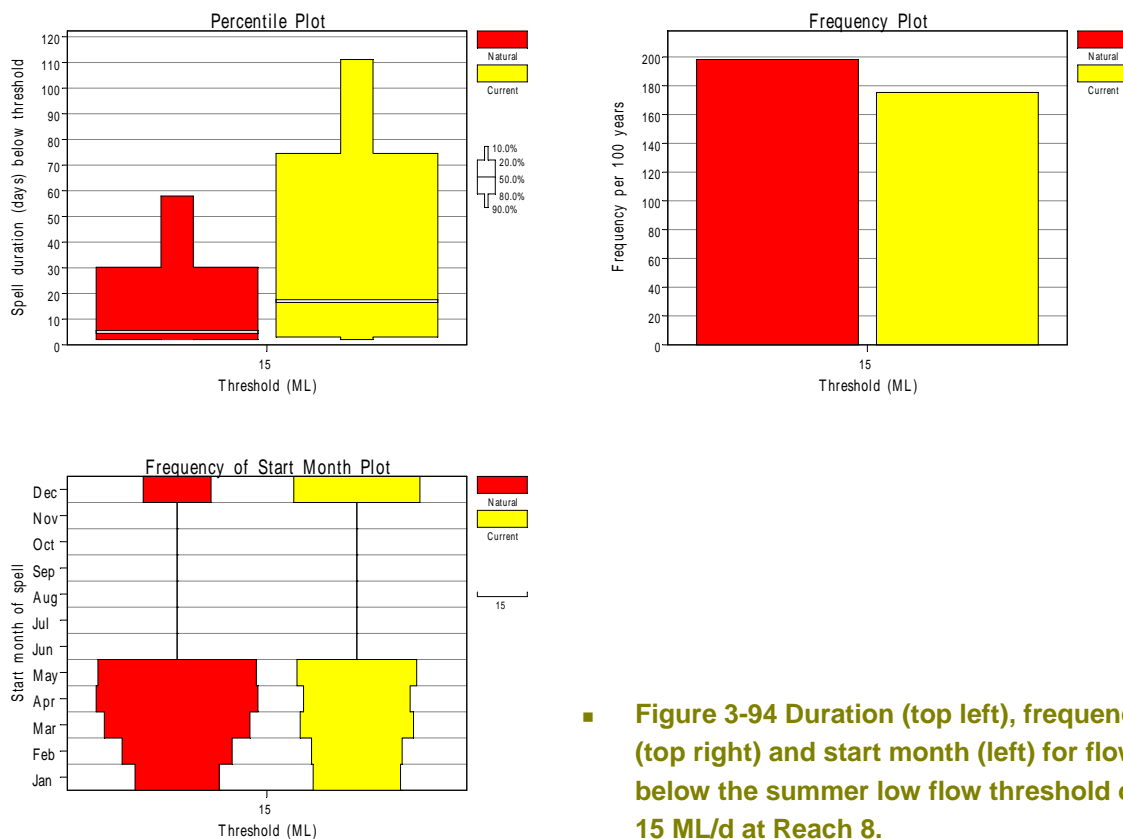 Percentile Plot
Spell duration (days) below threshold
120
110
100
90
80
70
60
50
40
30
20
10
0
15
Threshold (ML)
Natural
Current
10.0%
20.0%
50.0%
80.0%
90.0%
Frequency Plot
Frequency per 100 years
200
180
160
140
120
100
80
60
40
20
0
15
Threshold (ML)
Natural
Current
Frequency of Start Month Plot
Start month of spell
Dec
Nov
Oct
Sep
Aug
Jul
Jun
May
Apr
Mar
Feb
Jan
15
Threshold (ML)
Natural
Current
15
Figure 3-94 Duration (top left),
(top right) and start month (left) for
below the summer low flow threshold
15 ML/d at Reach 8.